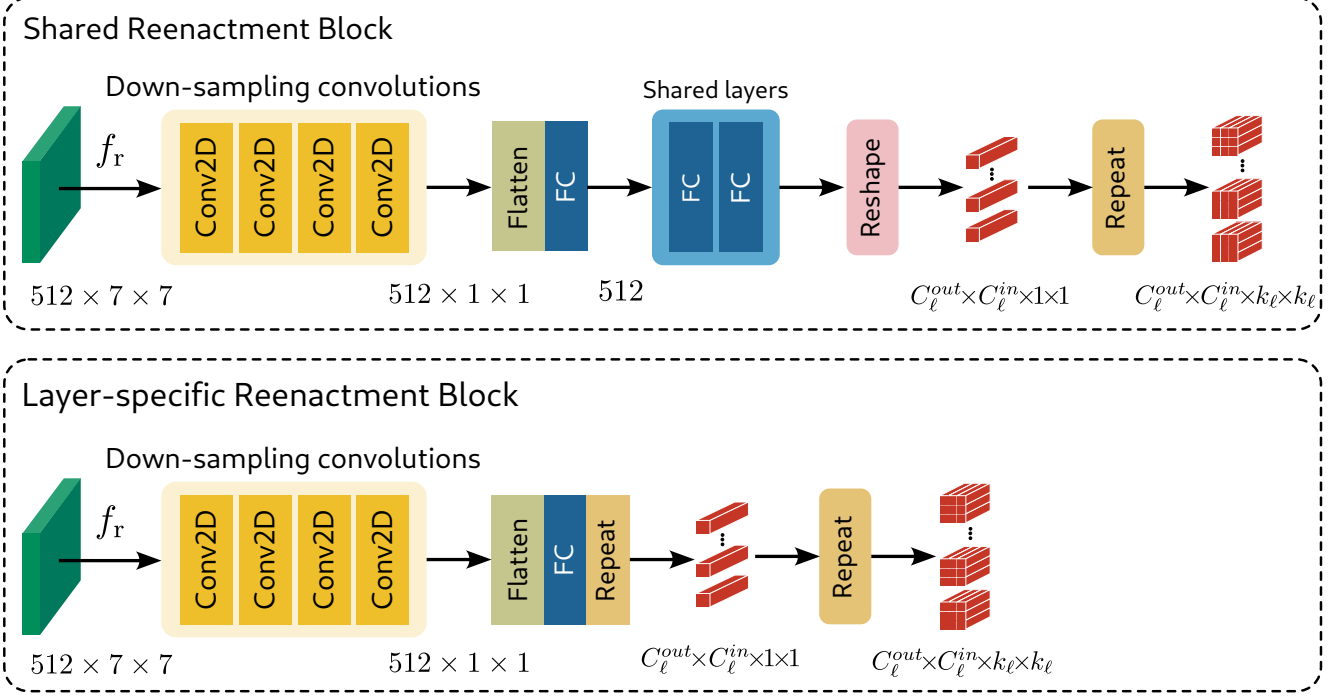 Shared Reenactment Block
Down-sampling convolutions
Shared layers
f_r
Conv2D
Conv2D
Conv2D
Conv2D
Flatten
FC
FC
FC
Reshape
Repeat
512 × 7 × 7
512 × 1 × 1
512
C_ℓ^{out}×C_ℓ^{in}×1×1
C_ℓ^{out}×C_ℓ^{in}×k_ℓ×k_ℓ
Layer-specific Reenactment Block
Down-sampling convolutions
f_r
Conv2D
Conv2D
Conv2D
Conv2D
Flatten
FC
Repeat
Repeat
512 × 7 × 7
512 × 1 × 1
C_ℓ^{out}×C_ℓ^{in}×1×1
C_ℓ^{out}×C_ℓ^{in}×k_ℓ×k_ℓ